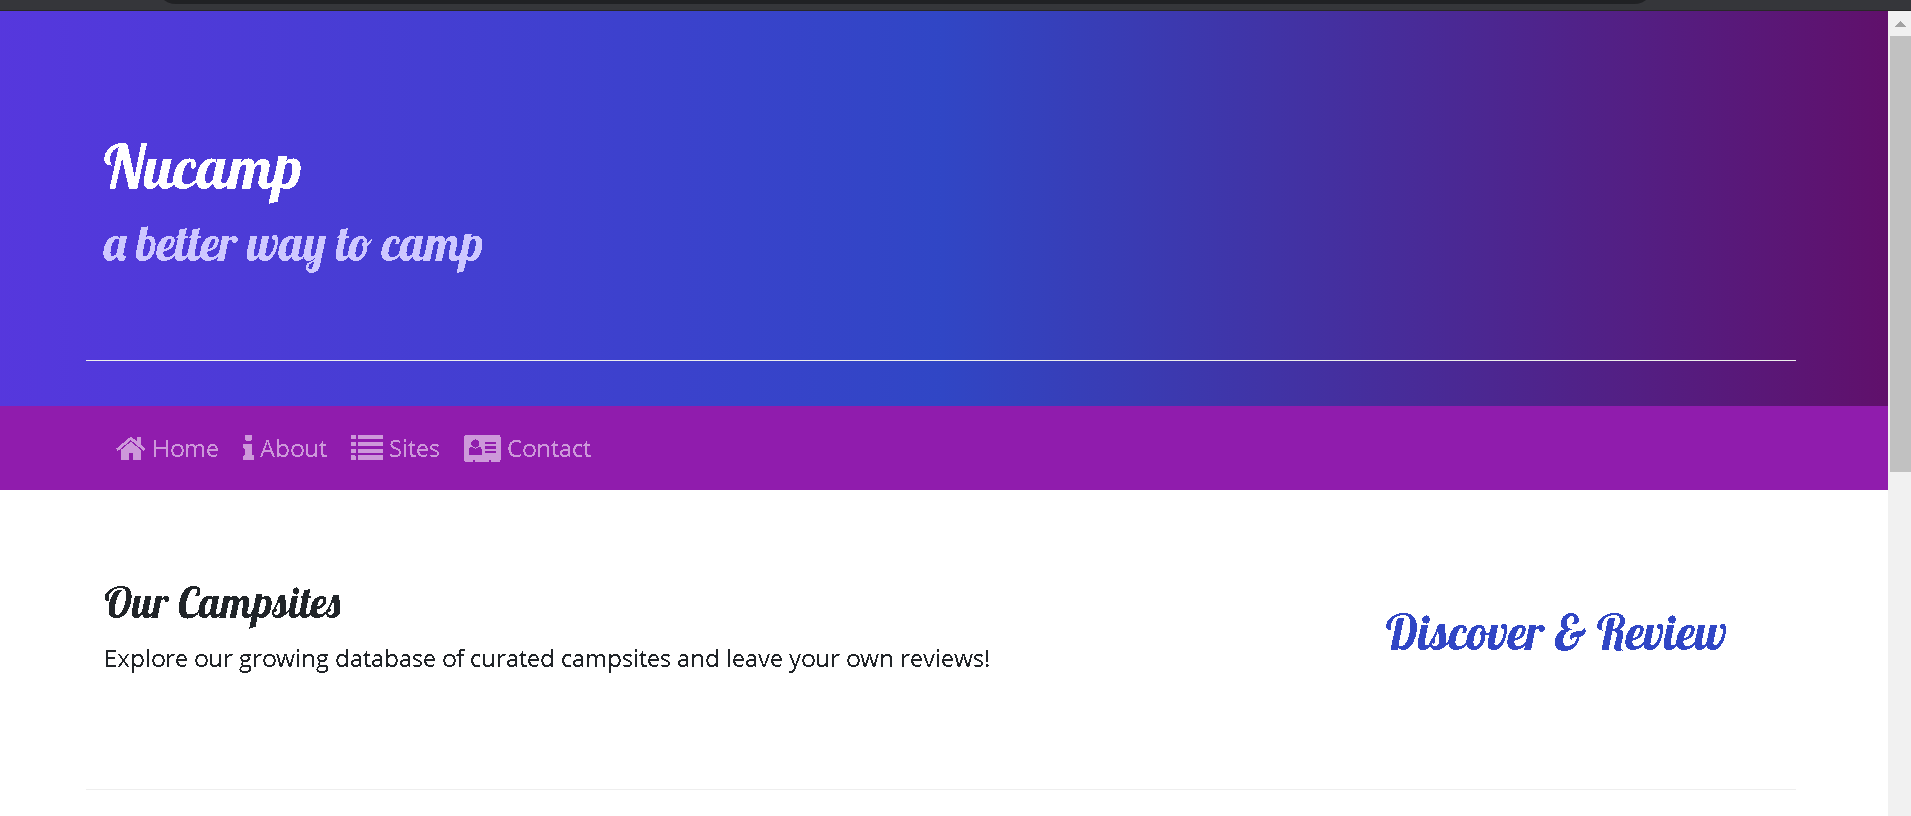 Nucamp
a better way to camp
Home About Sites Contact
Our Campsites
Explore our growing database of curated campsites and leave your own reviews!
Discover & Review